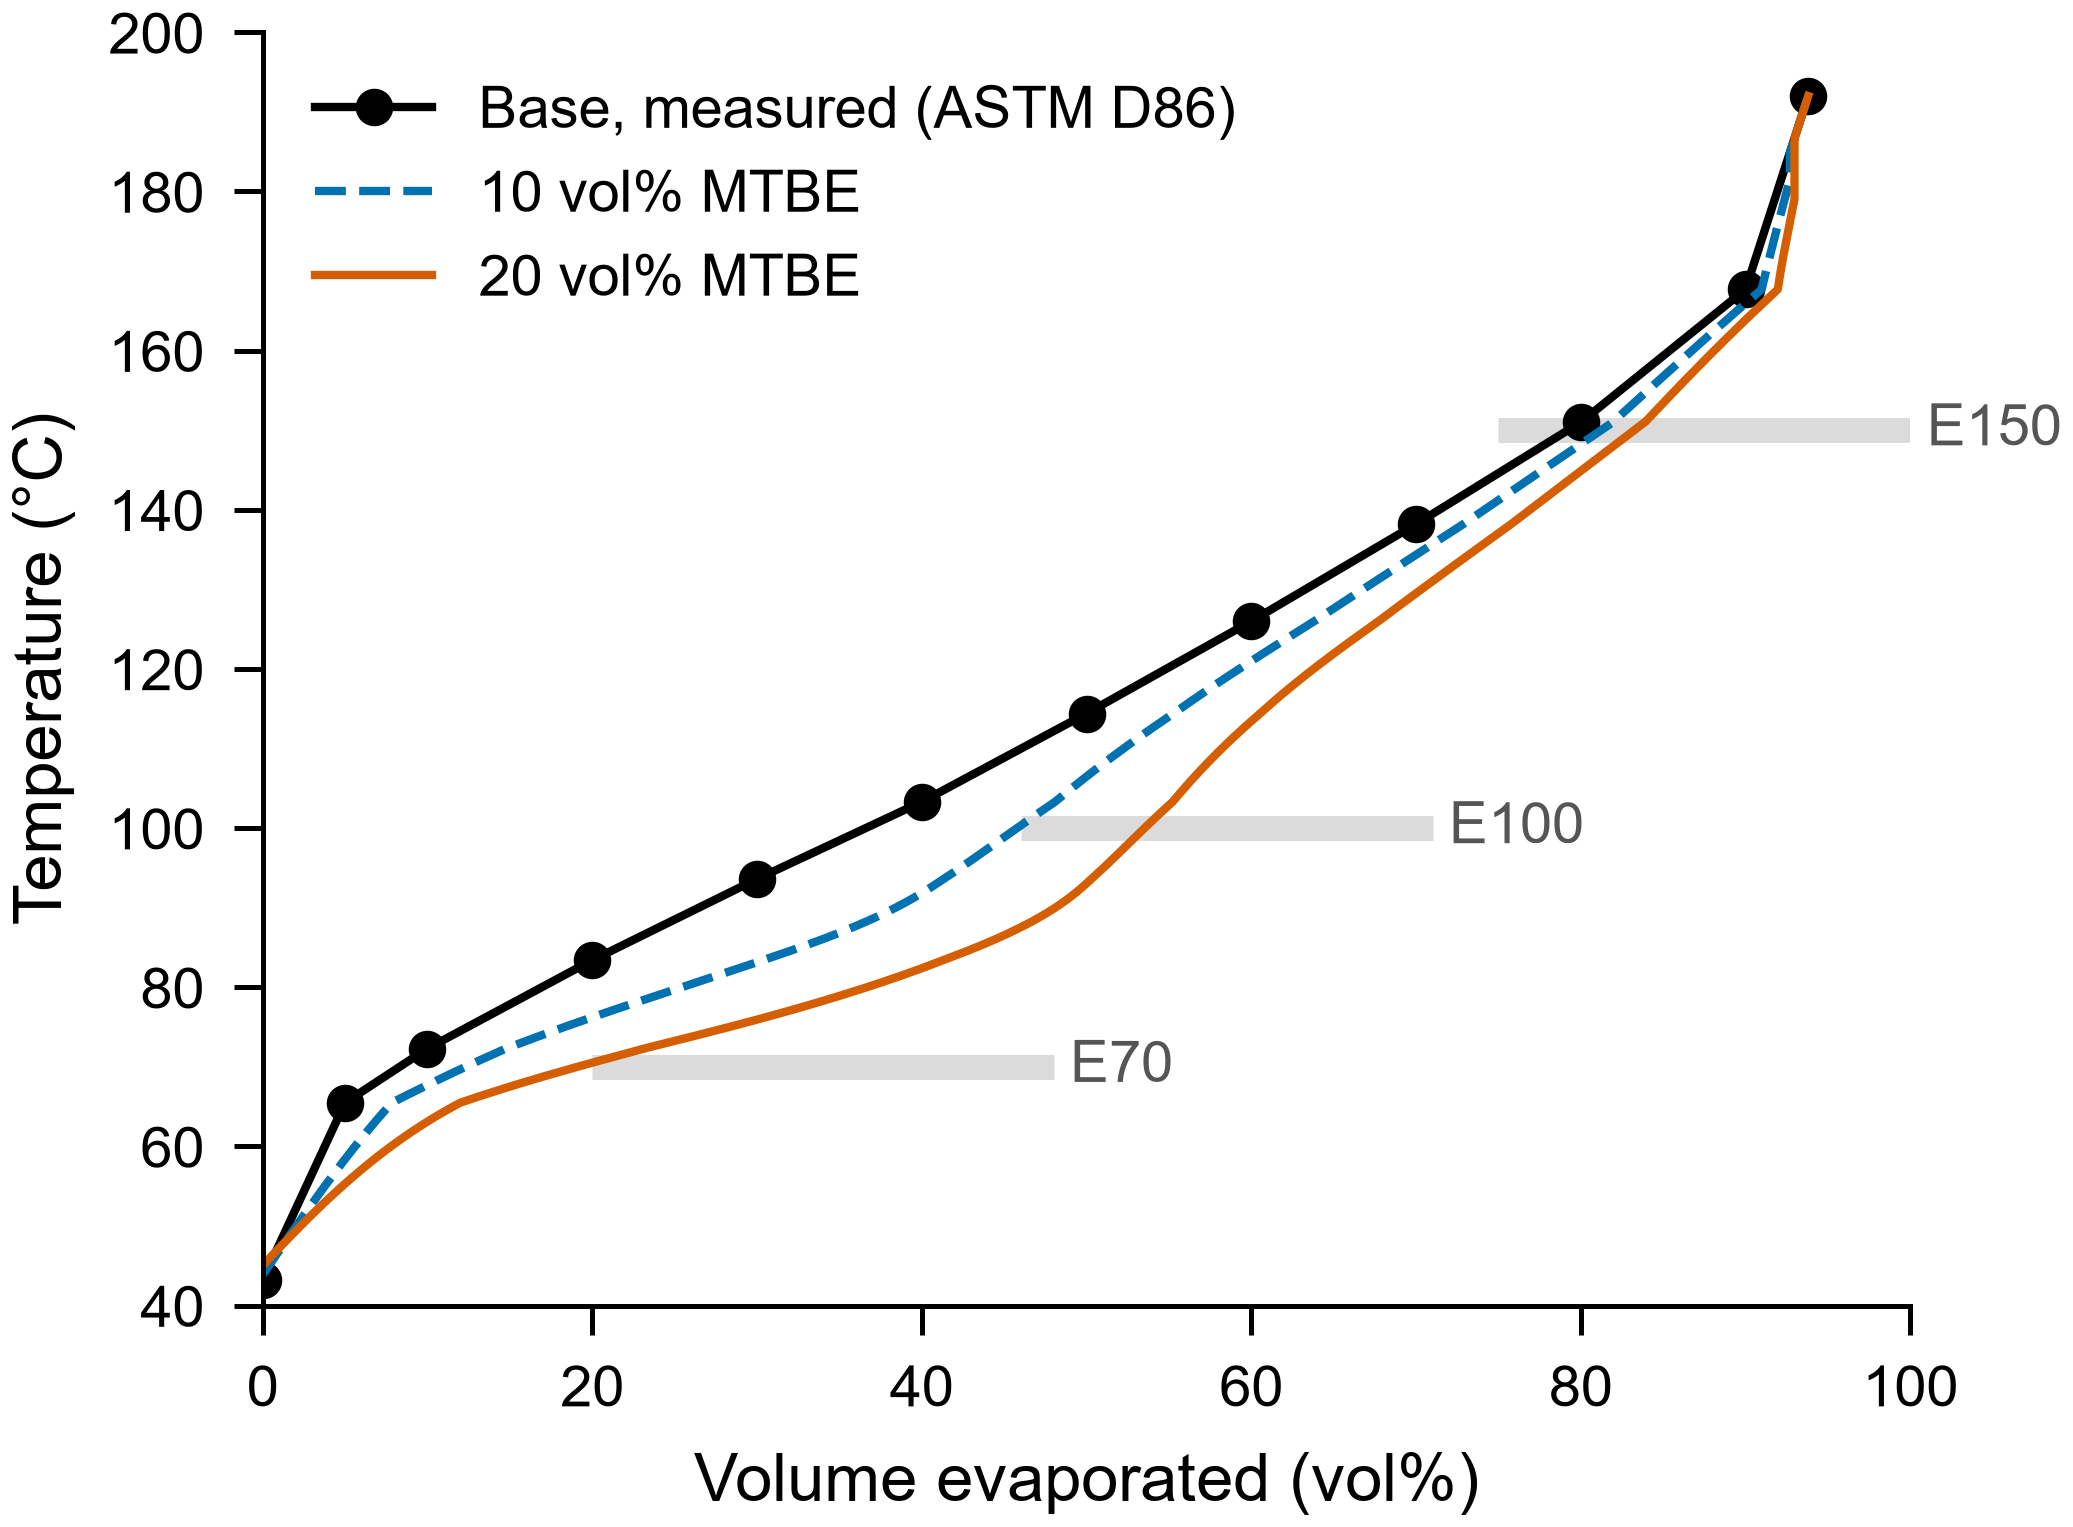 200
180
160
140
120
100
80
60
40
Temperature (°C)
Base, measured (ASTM D86)
10 vol% MTBE
20 vol% MTBE
E150
E100
E70
0 20 40 60 80 100
Volume evaporated (vol%)